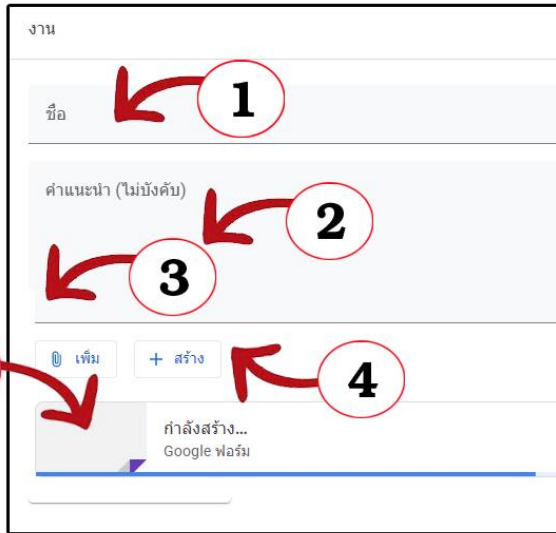 งาน
ชื่อ
1
คำแนะนำ (ไม่บังคับ)
2
3
เพิ่ม
สร้าง
4
กำลังสร้าง...
Google ฟอร์ม